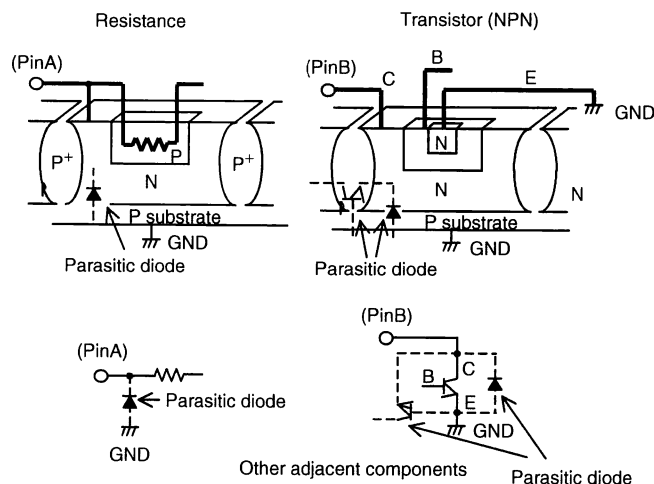 Resistance
Transistor (NPN)
(PinA)
P+
P
N
P+
P substrate
GND
Parasitic diode
(PinB)
C
B
E
GND
N
N
N
P substrate
GND
Parasitic diode
(PinA)
Parasitic diode
GND
(PinB)
C
B
E
GND
Other adjacent components
Parasitic diode